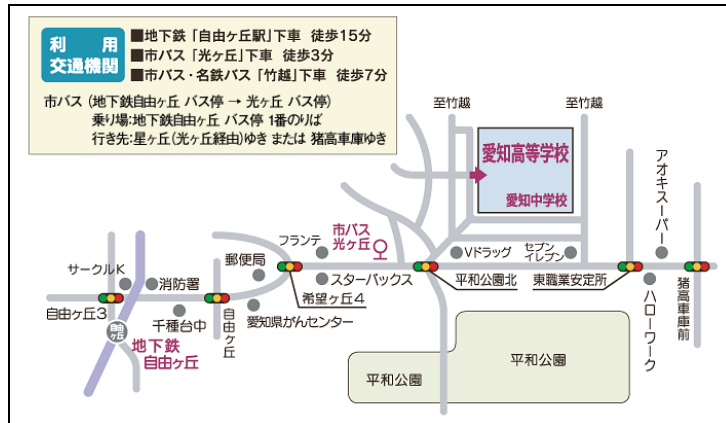 利用
交通機関
■地下鉄「自由ヶ丘駅」下車 徒歩15分
■市バス「光ヶ丘」下車 徒歩3分
■市バス・名鉄バス「竹越」下車 徒歩7分
市バス (地下鉄自由ヶ丘 バス停 → 光ヶ丘 バス停)
乗り場:地下鉄自由ヶ丘 バス停 1番のりば
行き先:星ヶ丘(光ヶ丘経由)ゆき または 猪高車庫ゆき
至竹越
至竹越
愛知高等学校
愛知中学校
アオキスーパー
市バス
光ヶ丘
フランテ
郵便局
Vドラッグ
セブン
イレブン
サークルK
消防署
スターバックス
平和公園北
東職業安定所
希望ヶ丘4
自由ヶ丘3
千種台中
自由ヶ丘
愛知県がんセンター
ハローワーク
猪高車庫前
自由
ヶ丘
地下鉄
自由ヶ丘
平和公園
平和公園